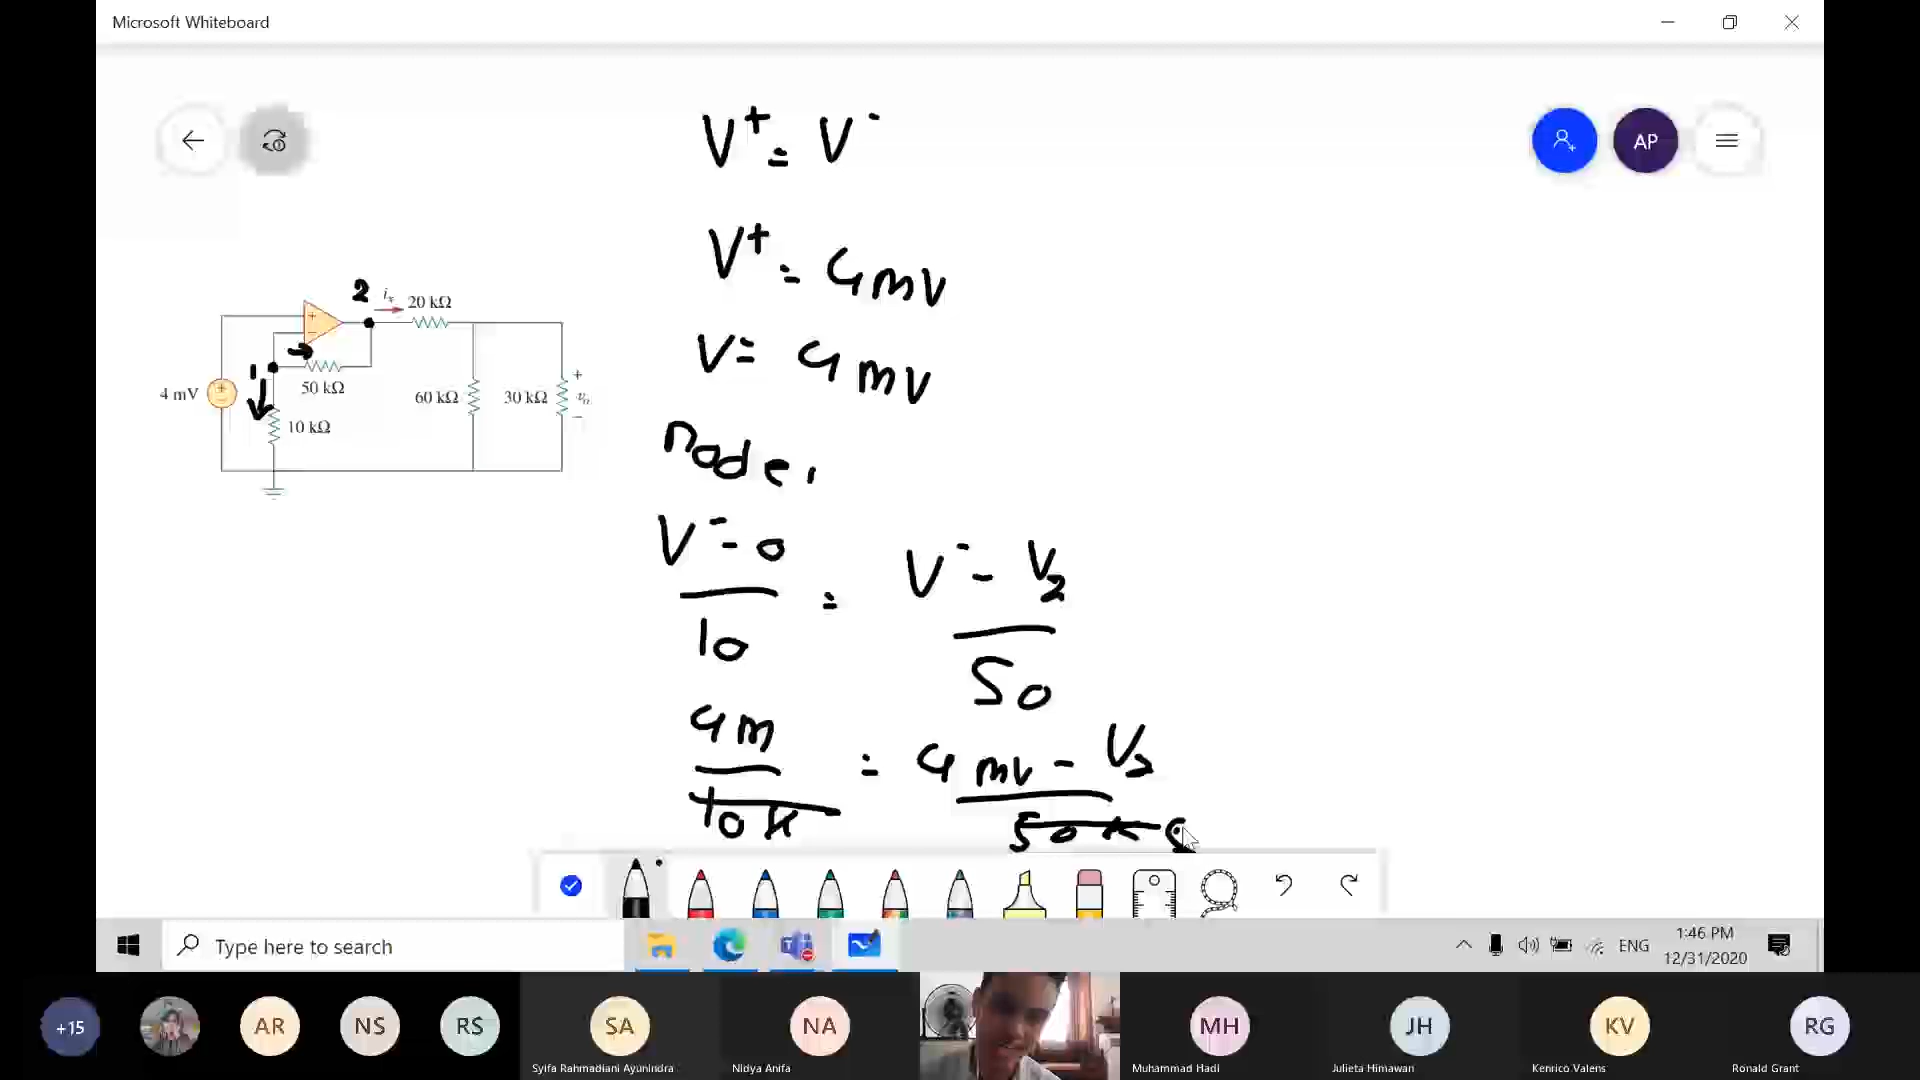 Microsoft Whiteboard
AP
V+ = V-
V+ = 4mV
V- = 4mV
node 1
V- - 0
10
=
V- - V2
50
4m
10k
=
4mV - V2
50k 5
2
ix
20 kΩ
+
−
1
50 kΩ
4 mV
+
−
10 kΩ
60 kΩ
30 kΩ
+
vo
−
Type here to search
ENG
1:46 PM
12/31/2020
+15
AR
NS
RS
SA
Syifa Rahmadiani Ayunindra
NA
Nidya Anifa
MH
Muhammad Hadi
JH
Julieta Himawan
KV
Kenrico Valens
RG
Ronald Grant